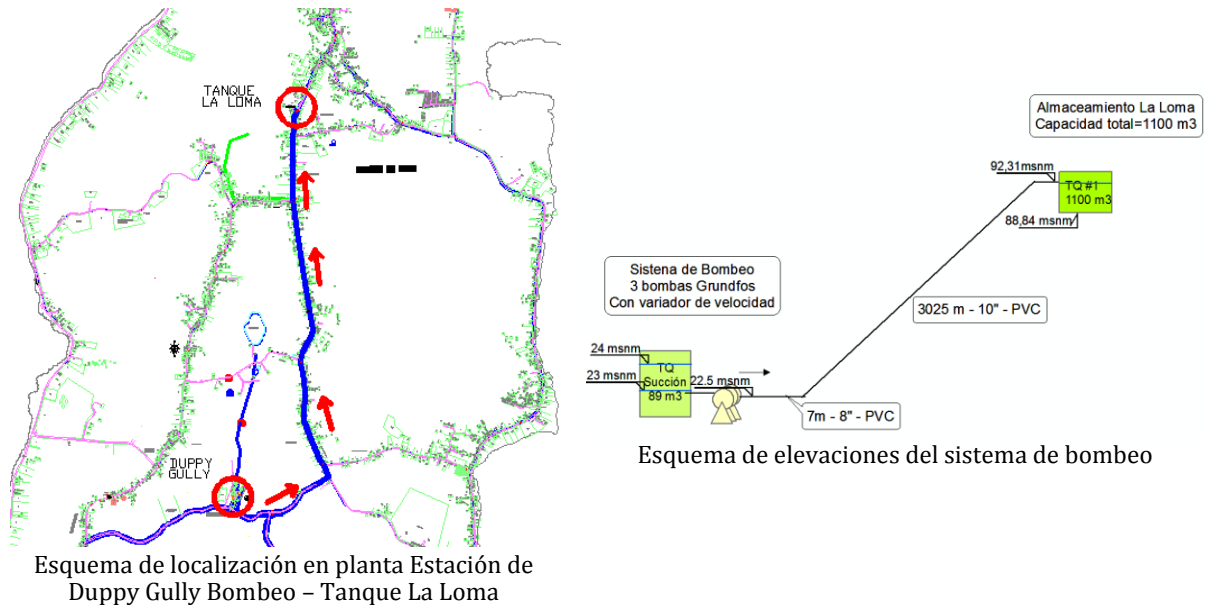 TANQUE
LA LOMA
DUPPY
GULLY
Esquema de localización en planta Estación de
Duppy Gully Bombeo – Tanque La Loma
Almaceamiento La Loma
Capacidad total=1100 m3
92,31msnm
TQ #1
1100 m3
88,84 msnm
Sistena de Bombeo
3 bombas Grundfos
Con variador de velocidad
3025 m - 10" - PVC
24 msnm
23 msnm
TQ
Succión
89 m3
22.5 msnm
7m - 8" - PVC
Esquema de elevaciones del sistema de bombeo